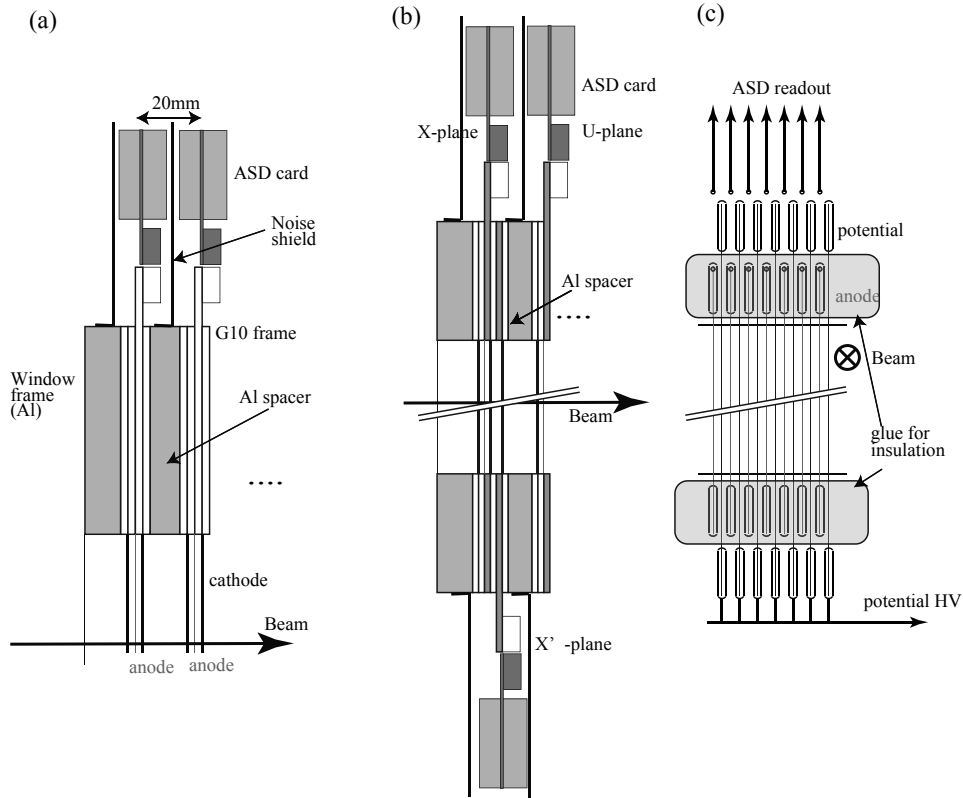 (a)
20mm
ASD card
Noise
shield
G10 frame
Window
frame
(Al)
Al spacer
....
cathode
Beam
anode
anode
(b)
ASD card
X-plane
U-plane
Al spacer
....
Beam
X' -plane
(c)
ASD readout
potential
anode
Beam
glue for
insulation
potential HV